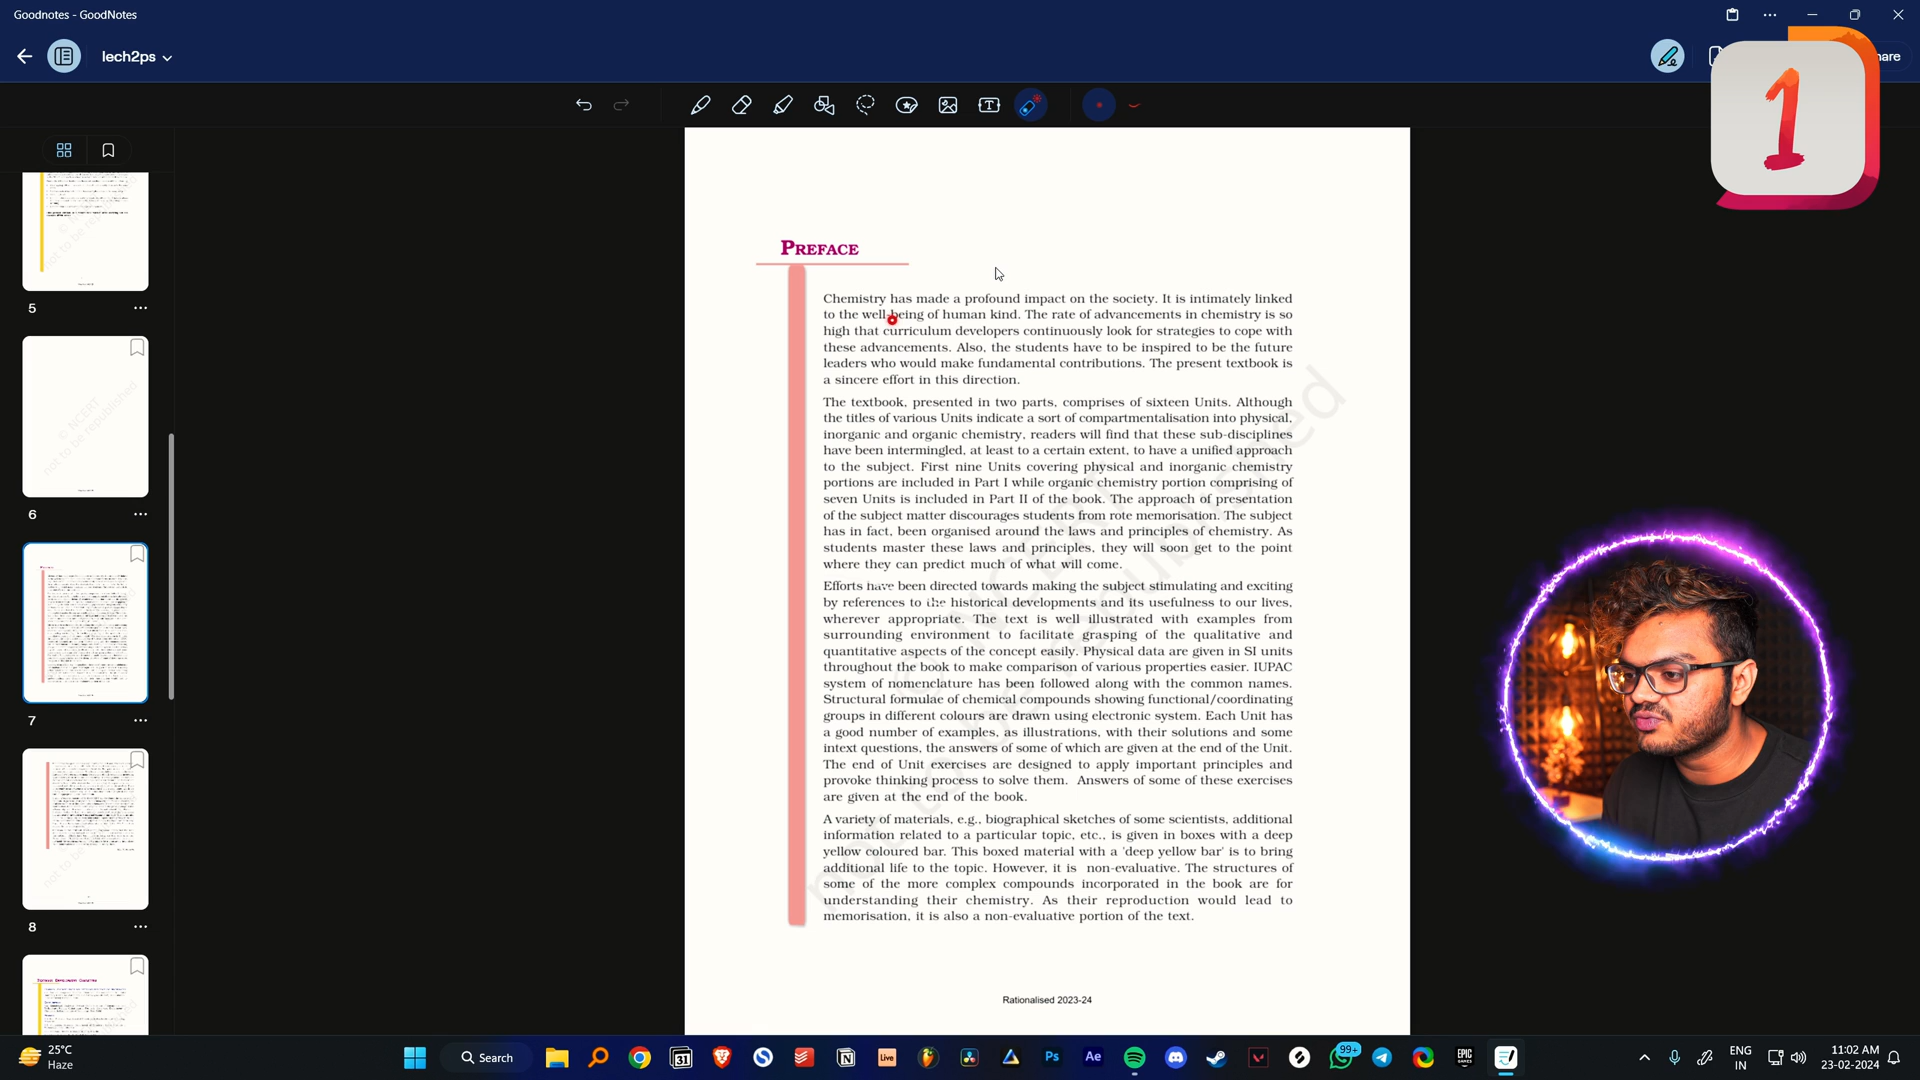 Goodnotes - GoodNotes
lech2ps
hare
1
5
6
7
8
PREFACE
Chemistry has made a profound impact on the society. It is intimately linked
to the well-being of human kind. The rate of advancements in chemistry is so
high that curriculum developers continuously look for strategies to cope with
these advancements. Also, the students have to be inspired to be the future
leaders who would make fundamental contributions. The present textbook is
a sincere effort in this direction.
The textbook, presented in two parts, comprises of sixteen Units. Although
the titles of various Units indicate a sort of compartmentalisation into physical,
inorganic and organic chemistry, readers will find that these sub-disciplines
have been intermingled, at least to a certain extent, to have a unified approach
to the subject. First nine Units covering physical and inorganic chemistry
portions are included in Part I while organic chemistry portion comprising of
seven Units is included in Part II of the book. The approach of presentation
of the subject matter discourages students from rote memorisation. The subject
has in fact, been organised around the laws and principles of chemistry. As
students master these laws and principles, they will soon get to the point
where they can predict much of what will come.
Efforts have been directed towards making the subject stimulating and exciting
by references to the historical developments and its usefulness to our lives,
wherever appropriate. The text is well illustrated with examples from
surrounding environment to facilitate grasping of the qualitative and
quantitative aspects of the concept easily. Physical data are given in SI units
throughout the book to make comparison of various properties easier. IUPAC
system of nomenclature has been followed along with the common names.
Structural formulae of chemical compounds showing functional/coordinating
groups in different colours are drawn using electronic system. Each Unit has
a good number of examples, as illustrations, with their solutions and some
intext questions, the answers of some of which are given at the end of the Unit.
The end of Unit exercises are designed to apply important principles and
provoke thinking process to solve them. Answers of some of these exercises
are given at the end of the book.
A variety of materials, e.g., biographical sketches of some scientists, additional
information related to a particular topic, etc., is given in boxes with a deep
yellow coloured bar. This boxed material with a 'deep yellow bar' is to bring
additional life to the topic. However, it is non-evaluative. The structures of
some of the more complex compounds incorporated in the book are for
understanding their chemistry. As their reproduction would lead to
memorisation, it is also a non-evaluative portion of the text.
© NCERT
not to be republished
Rationalised 2023-24
25°C
Haze
Search
31
Live
Ps
Ae
99+
EPIC
GAMES
ENG
IN
11:02 AM
23-02-2024